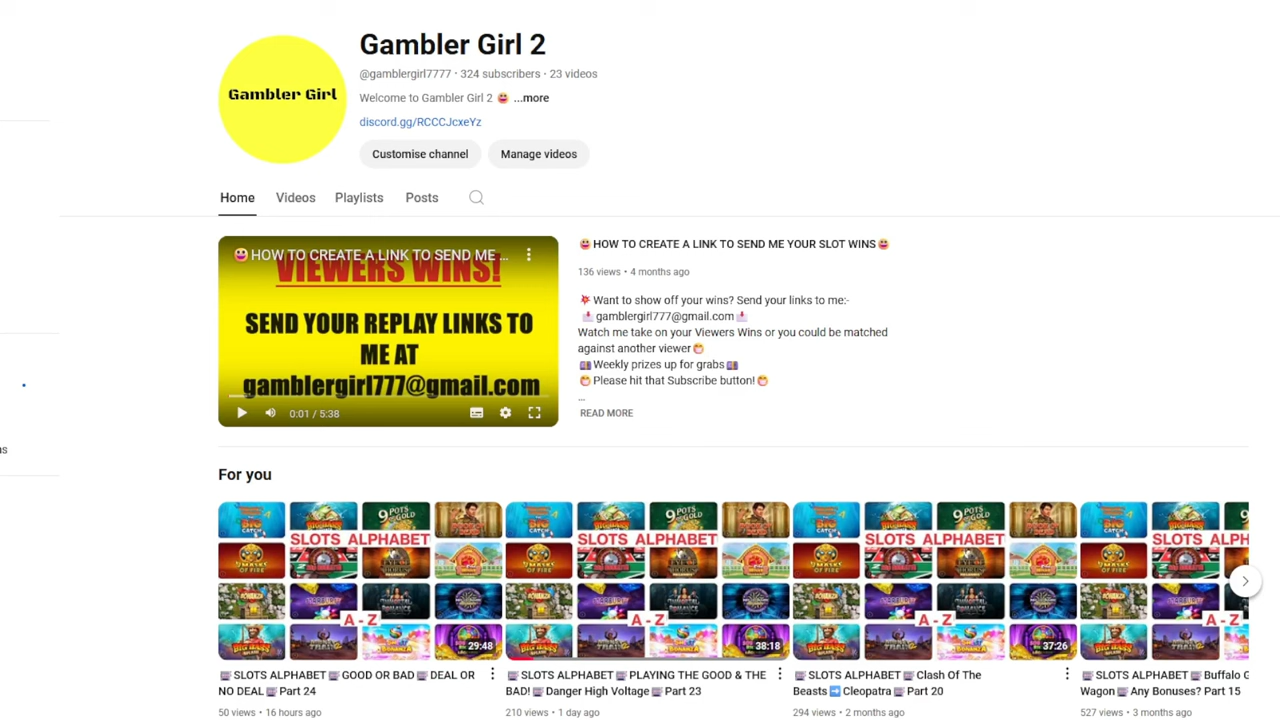 Gambler Girl
Gambler Girl 2
@gamblergirl7777 · 324 subscribers · 23 videos
Welcome to Gambler Girl 2 😃 ...more
discord.gg/RCCCJcxeYz
Customise channel
Manage videos
Home
Videos
Playlists
Posts
😃HOW TO CREATE A LINK TO SEND ME ...
VIEWERS WINS!
SEND YOUR REPLAY LINKS TO
ME AT
gamblergirl777@gmail.com
0:01 / 5:38
😃HOW TO CREATE A LINK TO SEND ME YOUR SLOT WINS😃
136 views • 4 months ago
💥Want to show off your wins? Send your links to me:-
📩gamblergirl777@gmail.com📩
Watch me take on your Viewers Wins or you could be matched
against another viewer😁
🎰Weekly prizes up for grabs🎰
😁Please hit that Subscribe button!😁
...
READ MORE
ns
For you
SLOTS ALPHABET
A - Z
29:48
🎰SLOTS ALPHABET🎰GOOD OR BAD🎰DEAL OR
NO DEAL🎰Part 24
50 views • 16 hours ago
SLOTS ALPHABET
A - Z
38:18
🎰SLOTS ALPHABET🎰PLAYING THE GOOD & THE
BAD!🎰Danger High Voltage🎰Part 23
210 views • 1 day ago
SLOTS ALPHABET
A - Z
37:26
🎰SLOTS ALPHABET🎰Clash Of The
Beasts➡️Cleopatra🎰Part 20
294 views • 2 months ago
SLOTS ALPH
A - Z
🎰SLOTS ALPHABET🎰Buffalo G
Wagon🎰Any Bonuses? Part 15
527 views • 3 months ago